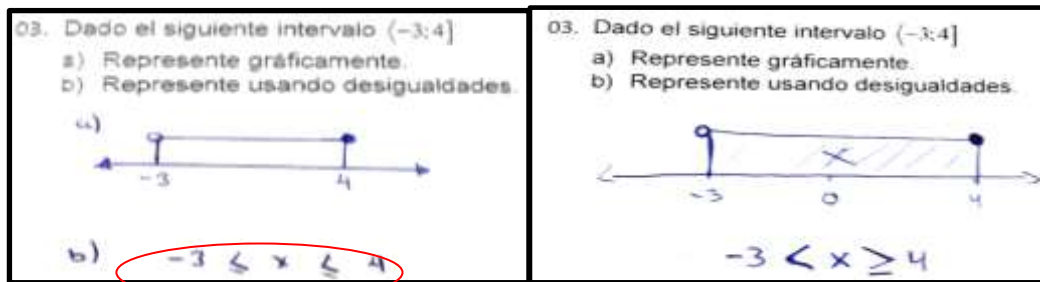 03. Dado el siguiente intervalo ⟨-3;4]
a) Represente gráficamente.
b) Represente usando desigualdades.
a)
-3 4
b) -3 ≤ x ≤ 4
03. Dado el siguiente intervalo ⟨-3;4]
a) Represente gráficamente.
b) Represente usando desigualdades.
x
-3 0 4
-3 < x ≥ 4